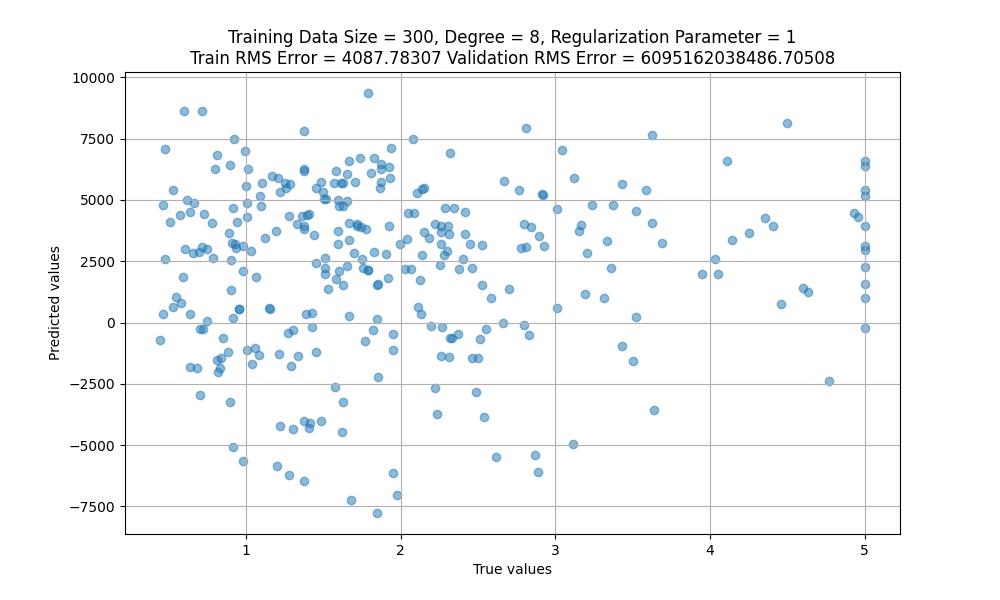 Training Data Size = 300, Degree = 8, Regularization Parameter = 1
Train RMS Error = 4087.78307 Validation RMS Error = 6095162038486.70508
10000
7500
5000
2500
0
−2500
−5000
−7500
Predicted values
1 2 3 4 5
True values